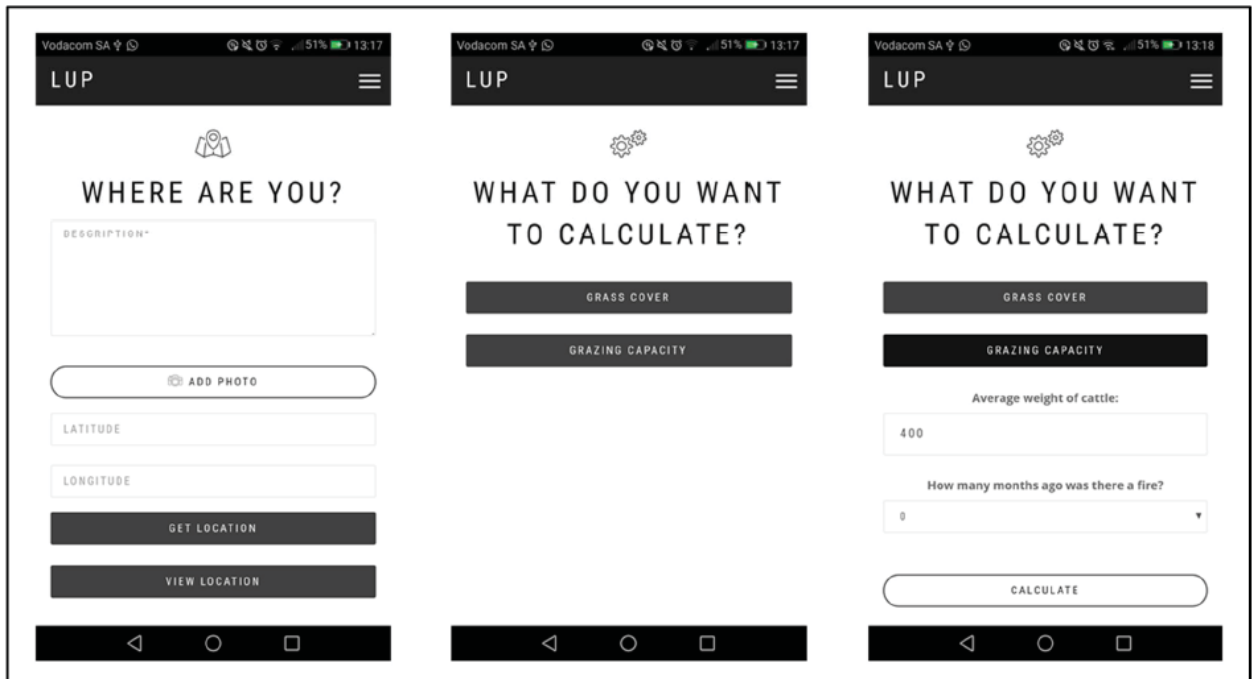 Vodacom SA 51% 13:17
LUP
WHERE ARE YOU?
DESCRIPTION*
ADD PHOTO
LATITUDE
LONGITUDE
GET LOCATION
VIEW LOCATION
Vodacom SA 51% 13:17
LUP
WHAT DO YOU WANT
TO CALCULATE?
GRASS COVER
GRAZING CAPACITY
Vodacom SA 51% 13:18
LUP
WHAT DO YOU WANT
TO CALCULATE?
GRASS COVER
GRAZING CAPACITY
Average weight of cattle:
400
How many months ago was there a fire?
0
CALCULATE